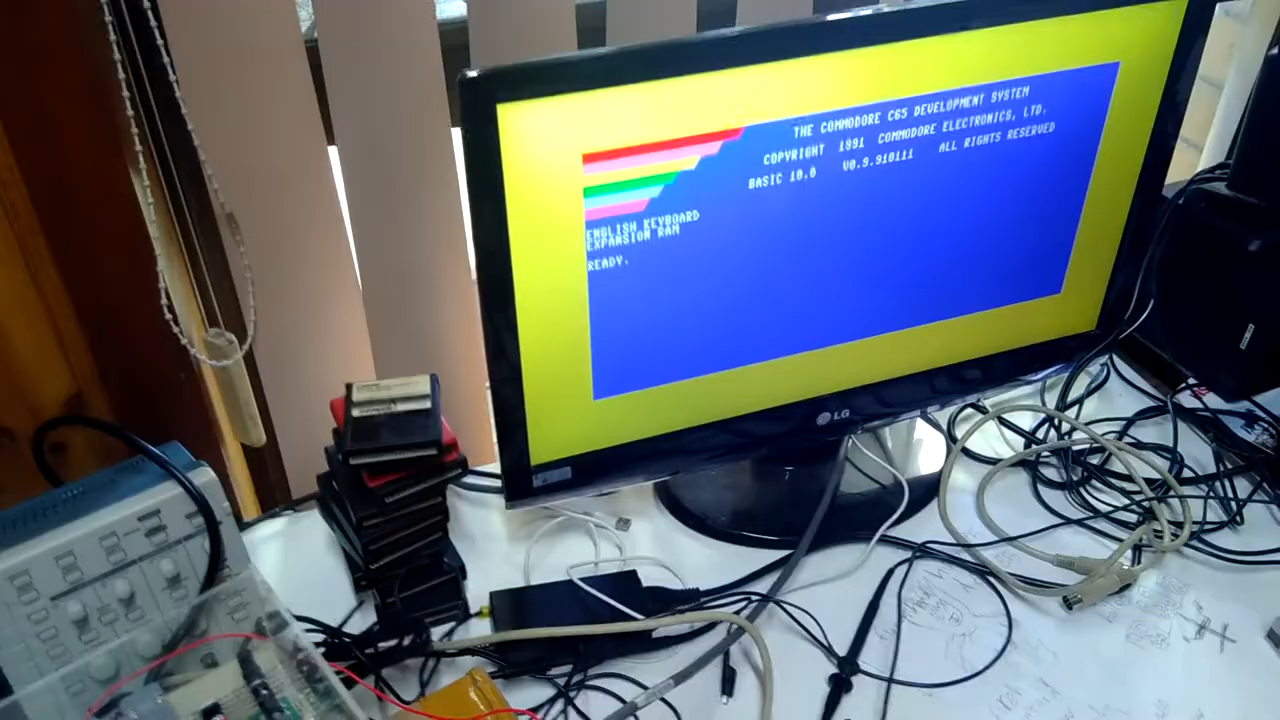 THE COMMODORE C65 DEVELOPMENT SYSTEM
COPYRIGHT 1991 COMMODORE ELECTRONICS, LTD.
BASIC 10.0 V0.9.910111 ALL RIGHTS RESERVED
ENGLISH KEYBOARD
EXPANSION RAM
READY.
LG